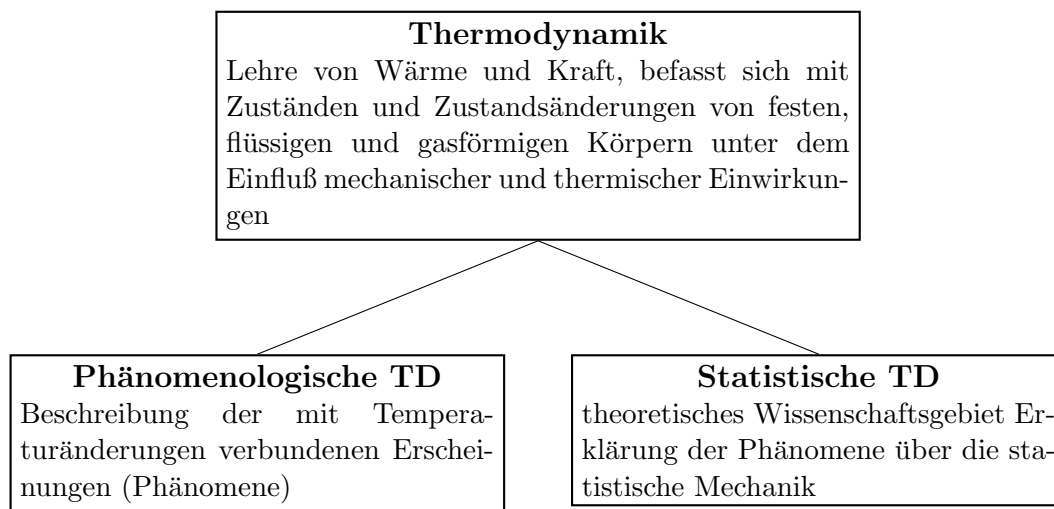 Thermodynamik
Lehre von Wärme und Kraft, befasst sich mit
Zuständen und Zustandsänderungen von festen,
flüssigen und gasförmigen Körpern unter dem
Einfluß mechanischer und thermischer Einwirkun-
gen
Phänomenologische TD
Beschreibung der mit Tempera-
turänderungen verbundenen Erschei-
nungen (Phänomene)
Statistische TD
theoretisches Wissenschaftsgebiet Er-
klärung der Phänomene über die sta-
tistische Mechanik